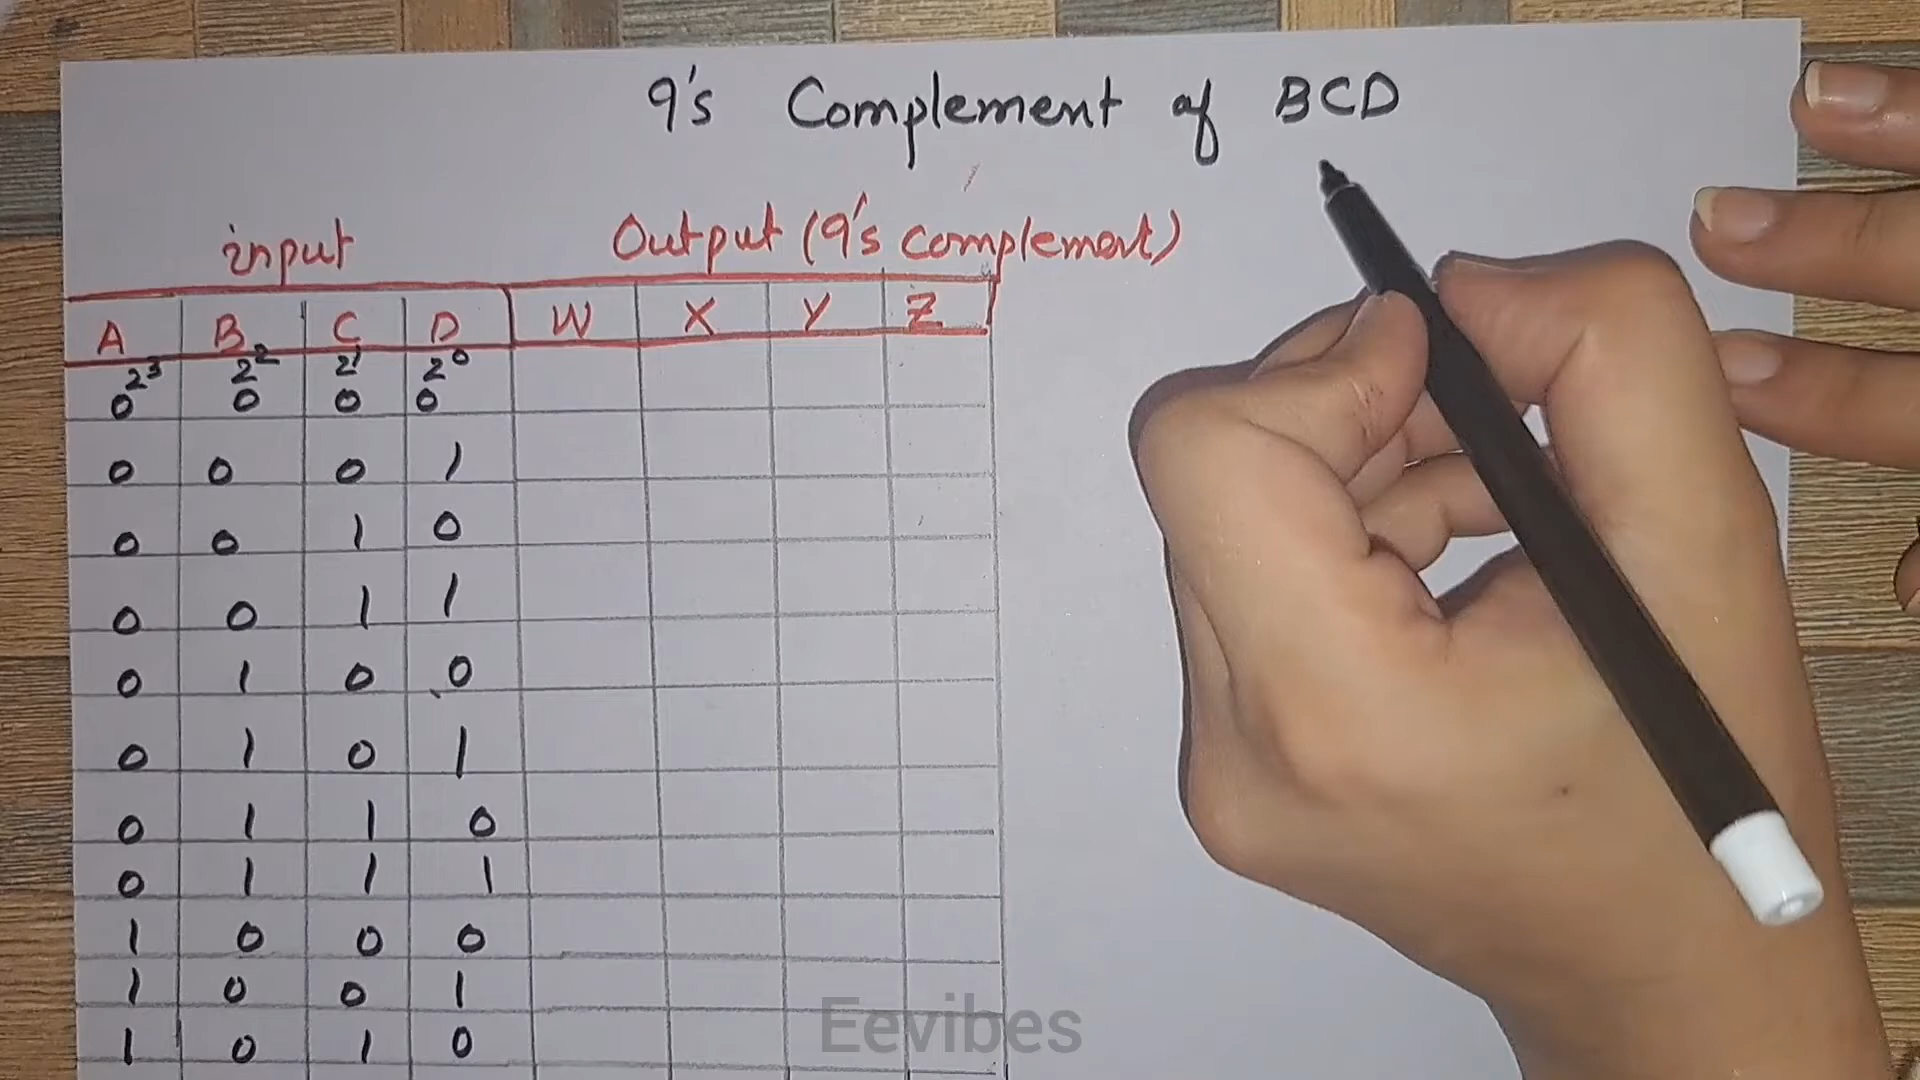 9's Complement of BCD
input Output (9's complement)
A B C D W X Y Z
2³ 2² 2¹ 2⁰
0 0 0 0
0 0 0 1
0 0 1 0
0 0 1 1
0 1 0 0
0 1 0 1
0 1 1 0
0 1 1 1
1 0 0 0
1 0 0 1
1 0 1 0
Eevibes